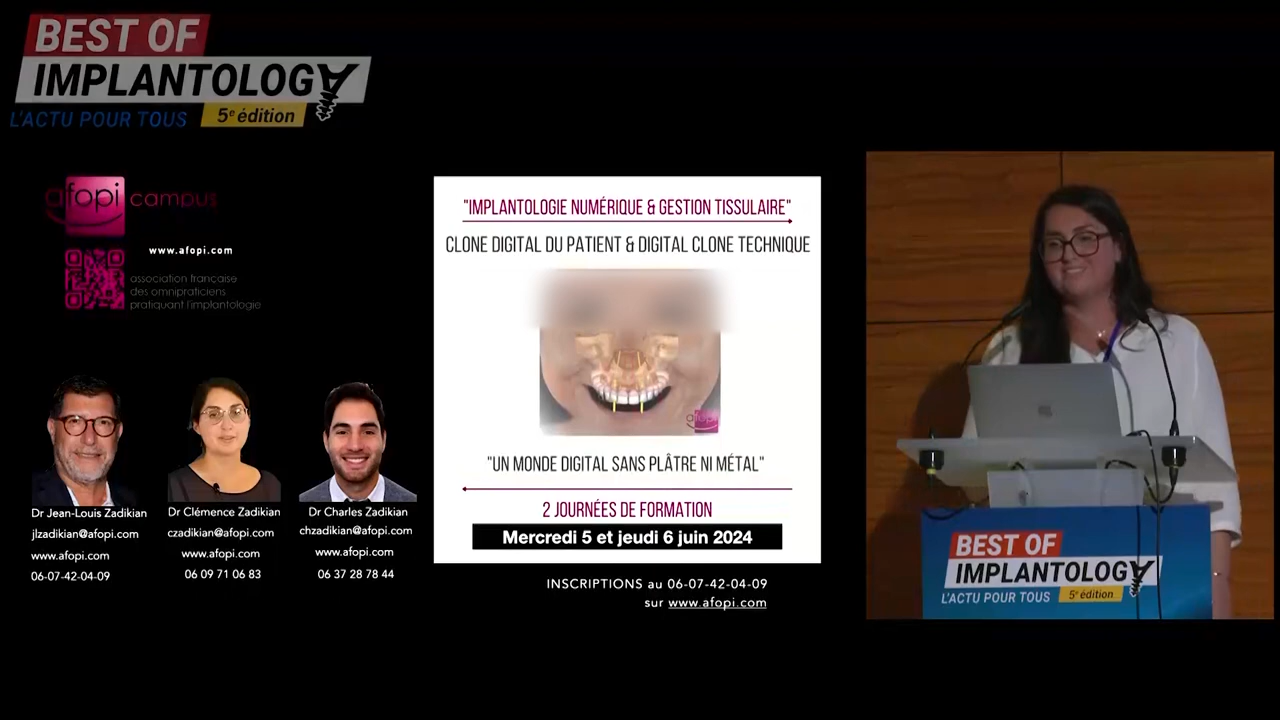 BEST OF
IMPLANTOLOGY
L'ACTU POUR TOUS
5e édition
afopi campus
www.afopi.com
association française
des omnipraticiens
pratiquant l'implantologie
Dr Jean-Louis Zadikian
jlzadikian@afopi.com
www.afopi.com
06-07-42-04-09
Dr Clémence Zadikian
czadikian@afopi.com
www.afopi.com
06 09 71 06 83
Dr Charles Zadikian
chzadikian@afopi.com
www.afopi.com
06 37 28 78 44
"IMPLANTOLOGIE NUMÉRIQUE & GESTION TISSULAIRE"
CLONE DIGITAL DU PATIENT & DIGITAL CLONE TECHNIQUE
afopi
"UN MONDE DIGITAL SANS PLÂTRE NI MÉTAL"
2 JOURNÉES DE FORMATION
Mercredi 5 et jeudi 6 juin 2024
INSCRIPTIONS au 06-07-42-04-09
sur www.afopi.com
BEST OF
IMPLANTOLOGY
L'ACTU POUR TOUS
5e édition